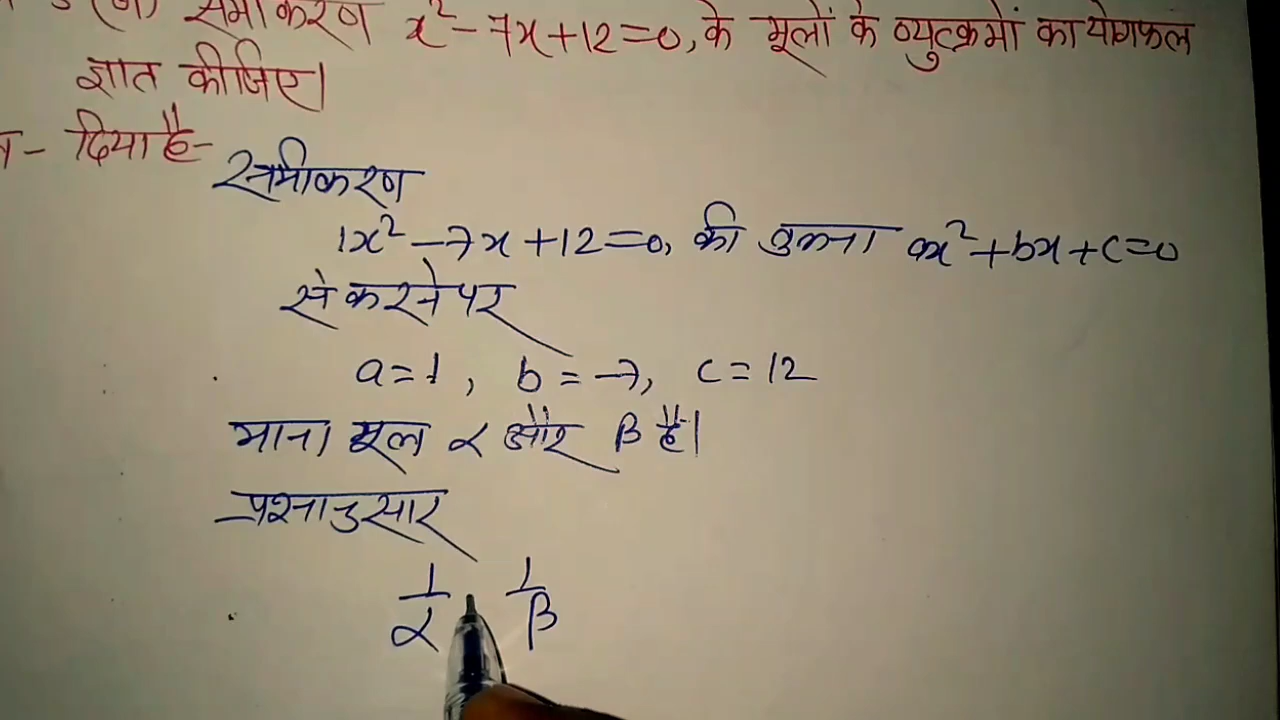 समीकरण x²-7x+12=0, के मूलों के व्युत्क्रमों का योगफल
ज्ञात कीजिए।
दिया है-
समीकरण
1x²-7x+12=0, की तुलना ax²+bx+c=0
से करने पर
a=1, b=-7, c=12
माना मूल α और β है।
प्रश्नानुसार
1/α 1/β